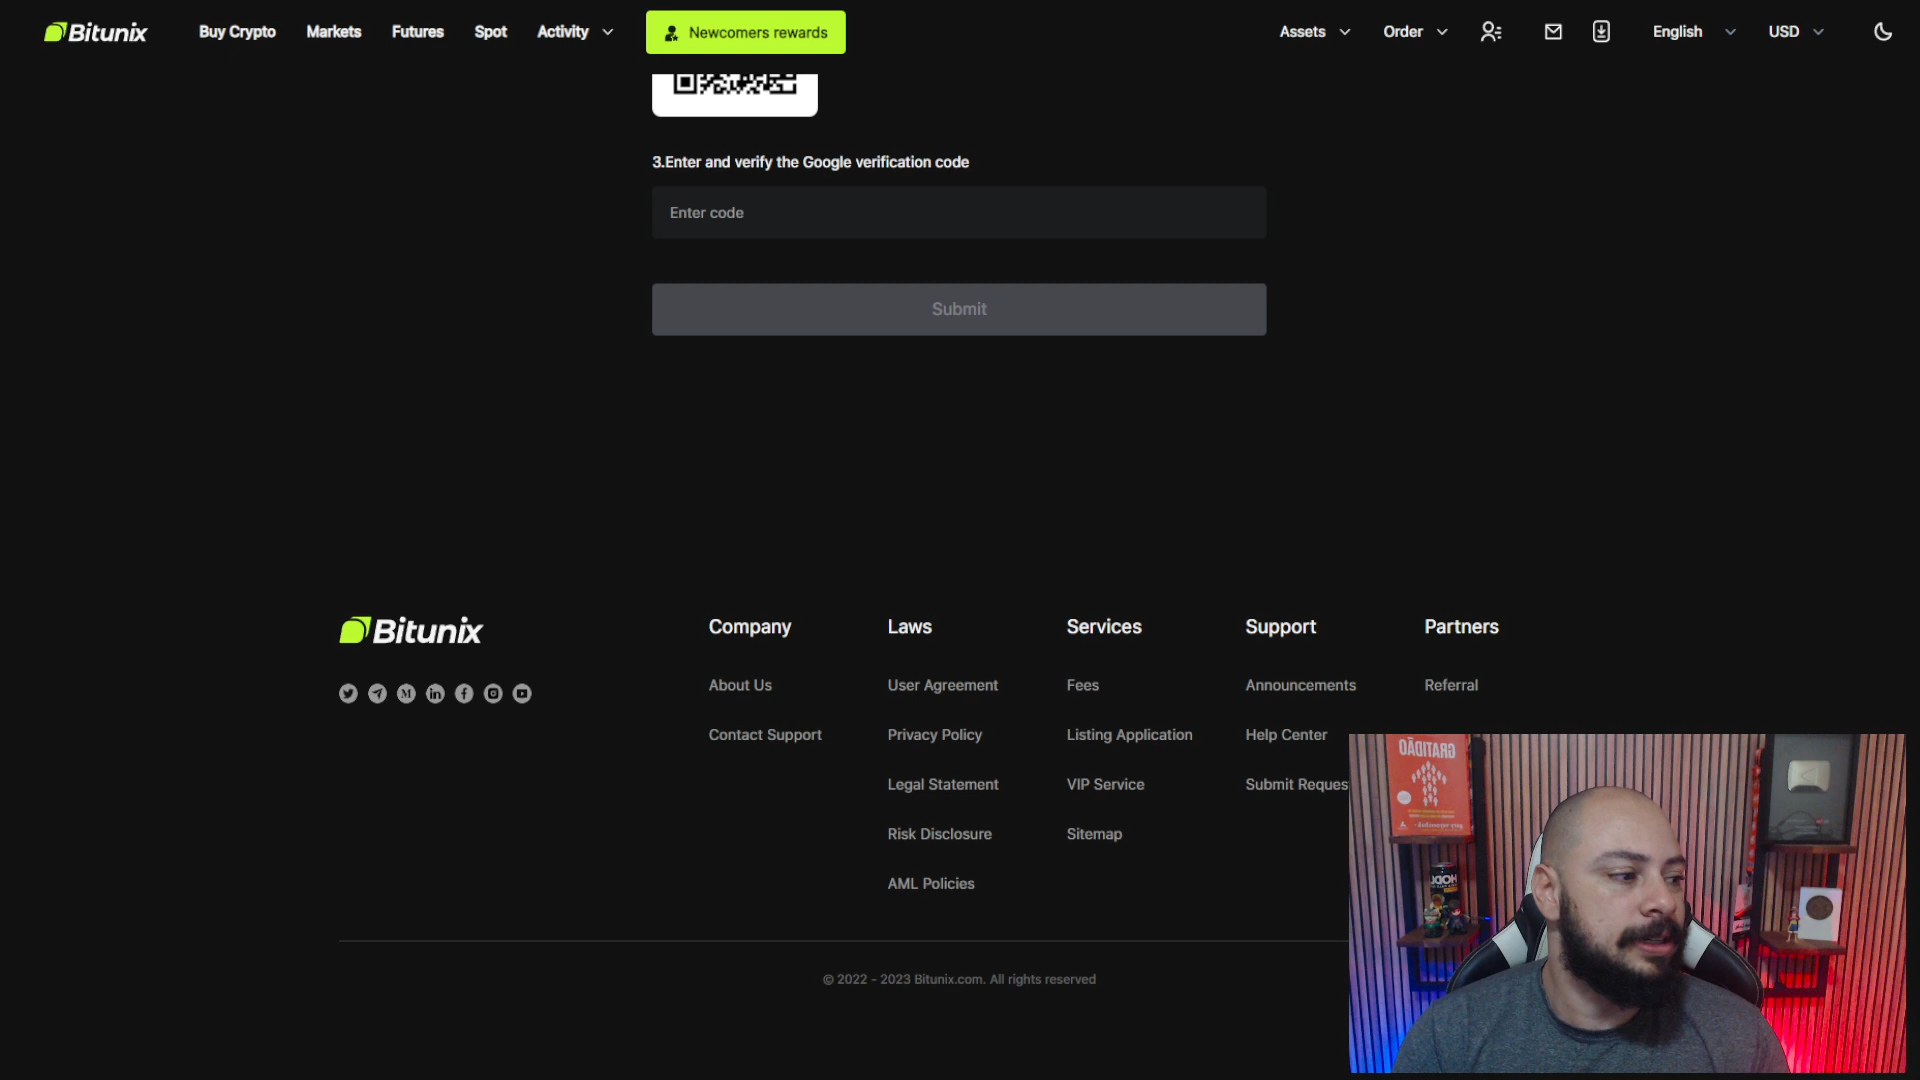 Bitunix
Buy Crypto
Markets
Futures
Spot
Activity
Newcomers rewards
Assets
Order
English
USD
3.Enter and verify the Google verification code
Enter code
Submit
Bitunix
Company
About Us
Contact Support
Laws
User Agreement
Privacy Policy
Legal Statement
Risk Disclosure
AML Policies
Services
Fees
Listing Application
VIP Service
Sitemap
Support
Announcements
Help Center
Submit Reques
Partners
Referral
© 2022 - 2023 Bitunix.com. All rights reserved
GRATIDÃO